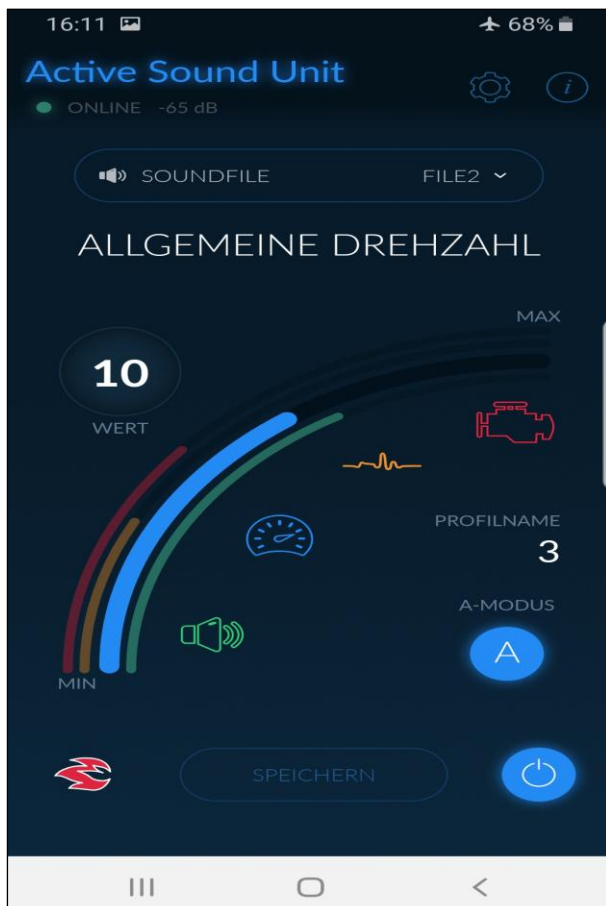 16:11 68%
Active Sound Unit
ONLINE -65 dB
i
SOUNDFILE FILE2
ALLGEMEINE DREHZAHL
MAX
10
WERT
PROFILNAME
3
A-MODUS
A
MIN
SPEICHERN